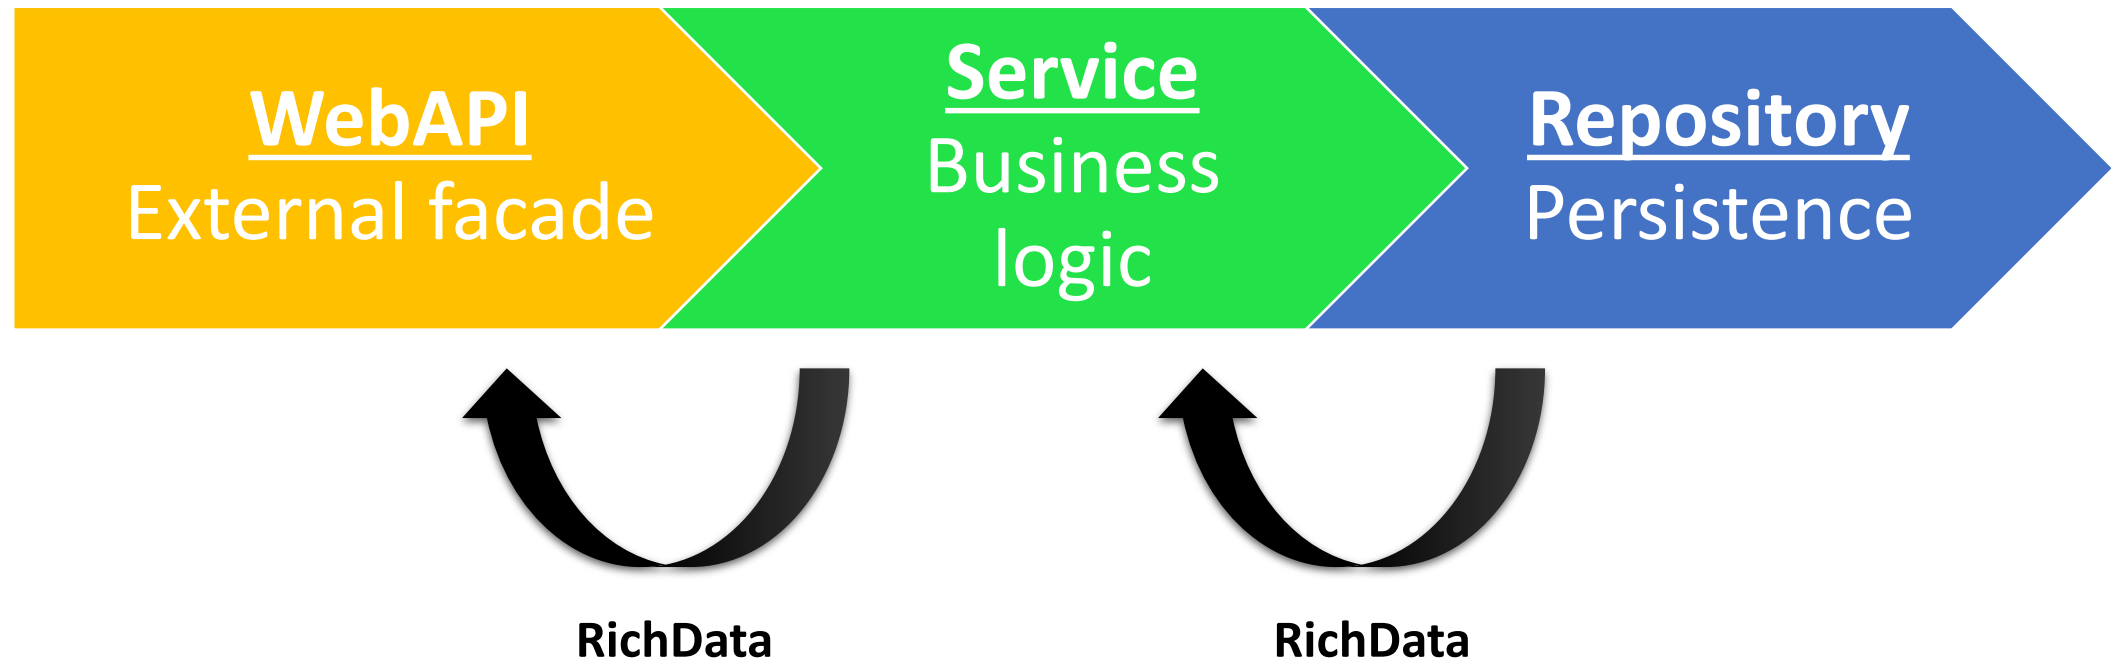 WebAPI
External facade
Service
Business
logic
Repository
Persistence
RichData
RichData